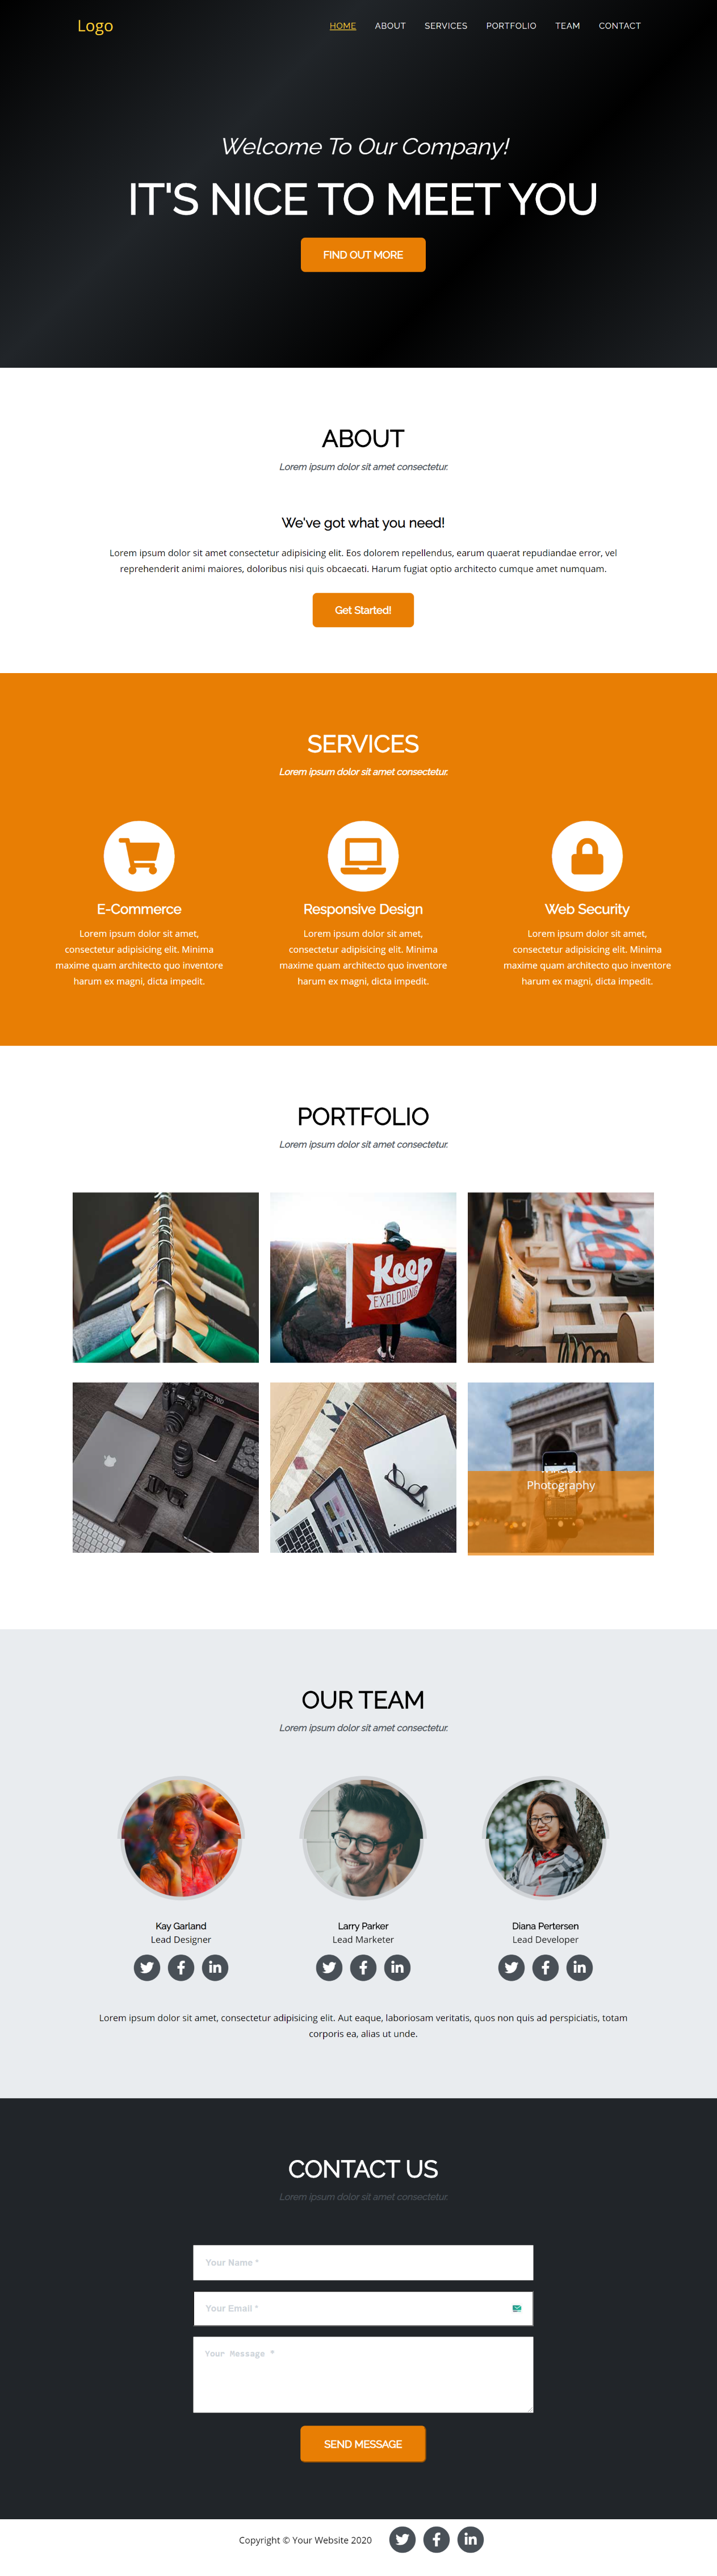 Logo
HOME ABOUT SERVICES PORTFOLIO TEAM CONTACT
Welcome To Our Company!
IT'S NICE TO MEET YOU
FIND OUT MORE
ABOUT
Lorem ipsum dolor sit amet consectetur.
We've got what you need!
Lorem ipsum dolor sit amet consectetur adipisicing elit. Eos dolorem repellendus, earum quaerat repudiandae error, vel
reprehenderit animi maiores, doloribus nisi quis obcaecati. Harum fugiat optio architecto cumque amet numquam.
Get Started!
SERVICES
Lorem ipsum dolor sit amet consectetur.
E-Commerce
Lorem ipsum dolor sit amet,
consectetur adipisicing elit. Minima
maxime quam architecto quo inventore
harum ex magni, dicta impedit.
Responsive Design
Lorem ipsum dolor sit amet,
consectetur adipisicing elit. Minima
maxime quam architecto quo inventore
harum ex magni, dicta impedit.
Web Security
Lorem ipsum dolor sit amet,
consectetur adipisicing elit. Minima
maxime quam architecto quo inventore
harum ex magni, dicta impedit.
PORTFOLIO
Lorem ipsum dolor sit amet consectetur.
Keep
EXPLORING
Photography
OUR TEAM
Lorem ipsum dolor sit amet consectetur.
Kay Garland
Lead Designer
Larry Parker
Lead Marketer
Diana Pertersen
Lead Developer
Lorem ipsum dolor sit amet, consectetur adipisicing elit. Aut eaque, laboriosam veritatis, quos non quis ad perspiciatis, totam
corporis ea, alias ut unde.
CONTACT US
Lorem ipsum dolor sit amet consectetur.
Your Name *
Your Email *
Your Message *
SEND MESSAGE
Copyright © Your Website 2020